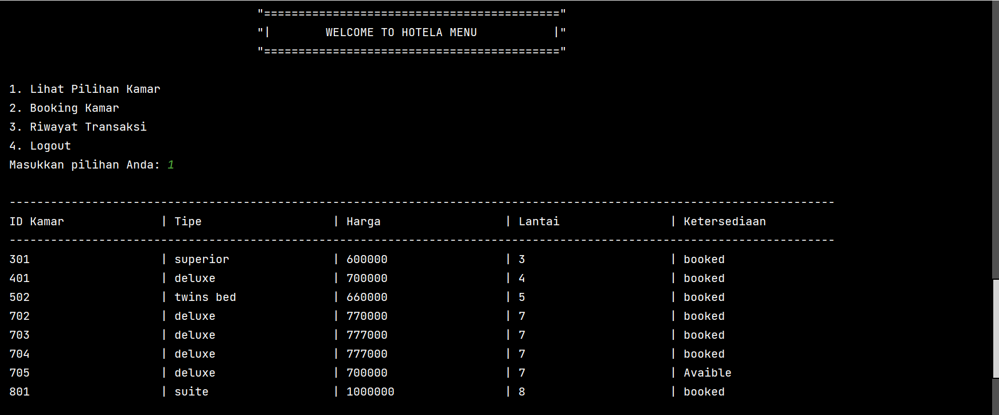 "==========================================="
"|        WELCOME TO HOTELA MENU           |"
"==========================================="
1. Lihat Pilihan Kamar
2. Booking Kamar
3. Riwayat Transaksi
4. Logout
Masukkan pilihan Anda: 1
------------------------------------------------------------------------------------------------------------------------
ID Kamar | Tipe | Harga | Lantai | Ketersediaan
------------------------------------------------------------------------------------------------------------------------
301 | superior | 600000 | 3 | booked
401 | deluxe | 700000 | 4 | booked
502 | twins bed | 660000 | 5 | booked
702 | deluxe | 770000 | 7 | booked
703 | deluxe | 777000 | 7 | booked
704 | deluxe | 777000 | 7 | booked
705 | deluxe | 700000 | 7 | Avaible
801 | suite | 1000000 | 8 | booked